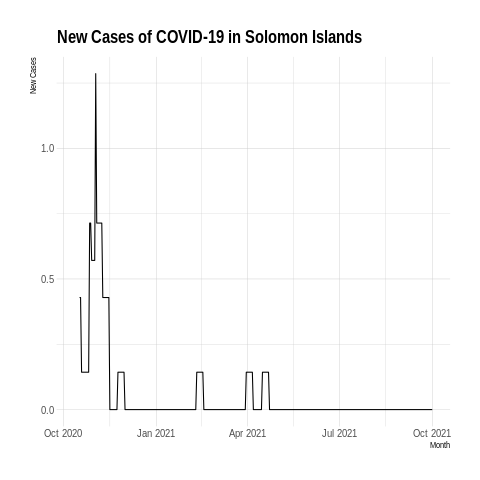 New Cases of COVID-19 in Solomon Islands
New Cases
1.0
0.5
0.0
Oct 2020 Jan 2021 Apr 2021 Jul 2021 Oct 2021
Month